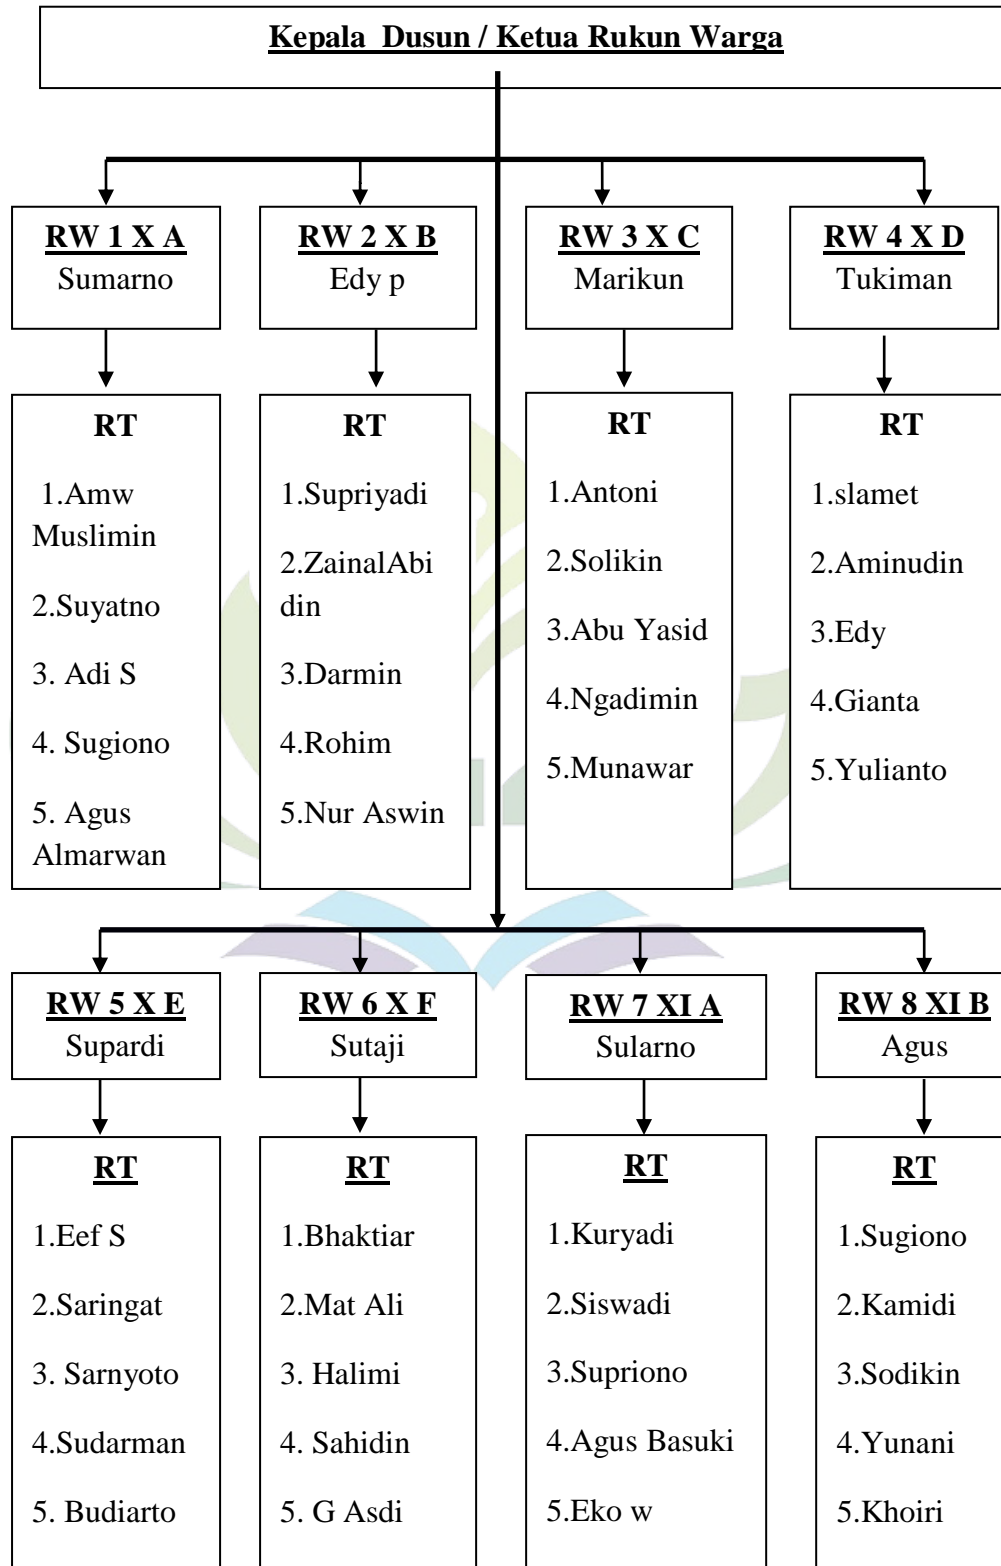 Kepala Dusun / Ketua Rukun Warga
RW 1 X A
Sumarno
RW 2 X B
Edy p
RW 3 X C
Marikun
RW 4 X D
Tukiman
RT
1.Amw
Muslimin
2.Suyatno
3. Adi S
4. Sugiono
5. Agus
Almarwan
RT
1.Supriyadi
2.ZainalAbi
din
3.Darmin
4.Rohim
5.Nur Aswin
RT
1.Antoni
2.Solikin
3.Abu Yasid
4.Ngadimin
5.Munawar
RT
1.slamet
2.Aminudin
3.Edy
4.Gianta
5.Yulianto
RW 5 X E
Supardi
RW 6 X F
Sutaji
RW 7 XI A
Sularno
RW 8 XI B
Agus
RT
1.Eef S
2.Saringat
3. Sarnyoto
4.Sudarman
5. Budiarto
RT
1.Bhaktiar
2.Mat Ali
3. Halimi
4. Sahidin
5. G Asdi
RT
1.Kuryadi
2.Siswadi
3.Supriono
4.Agus Basuki
5.Eko w
RT
1.Sugiono
2.Kamidi
3.Sodikin
4.Yunani
5.Khoiri